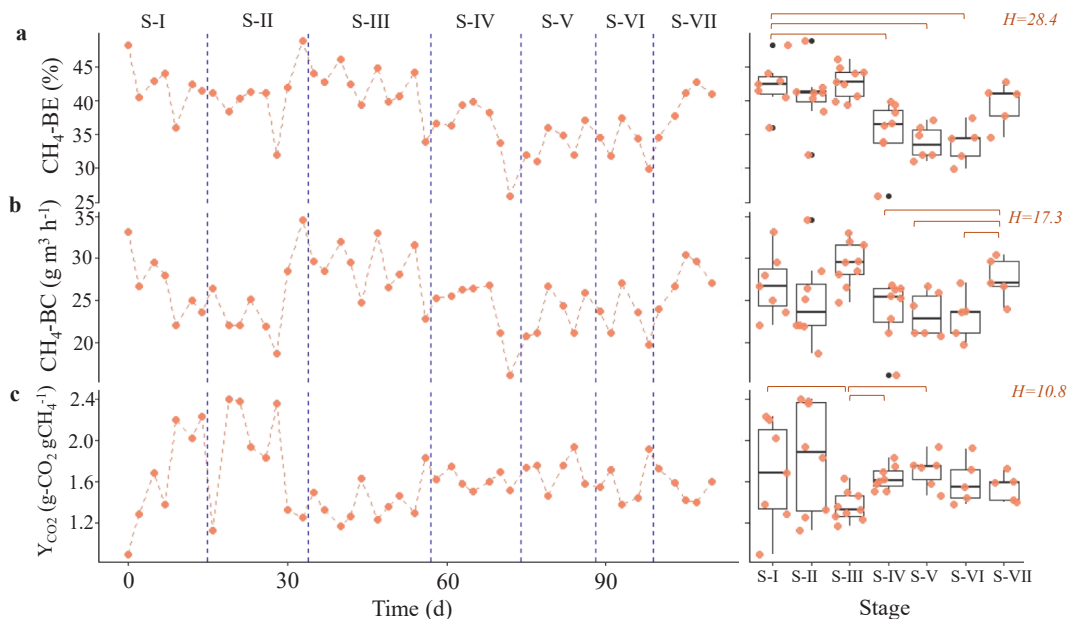 S-I S-II S-III S-IV S-V S-VI S-VII
a
CH₄-BE (%)
45
40
35
30
25
H=28.4
b
CH₄-BC (g m³ h⁻¹)
35
30
25
20
H=17.3
c
Y_CO2 (g-CO₂ gCH₄⁻¹)
2.4
2.0
1.6
1.2
H=10.8
0 30 60 90
Time (d)
S-I S-II S-III S-IV S-V S-VI S-VII
Stage